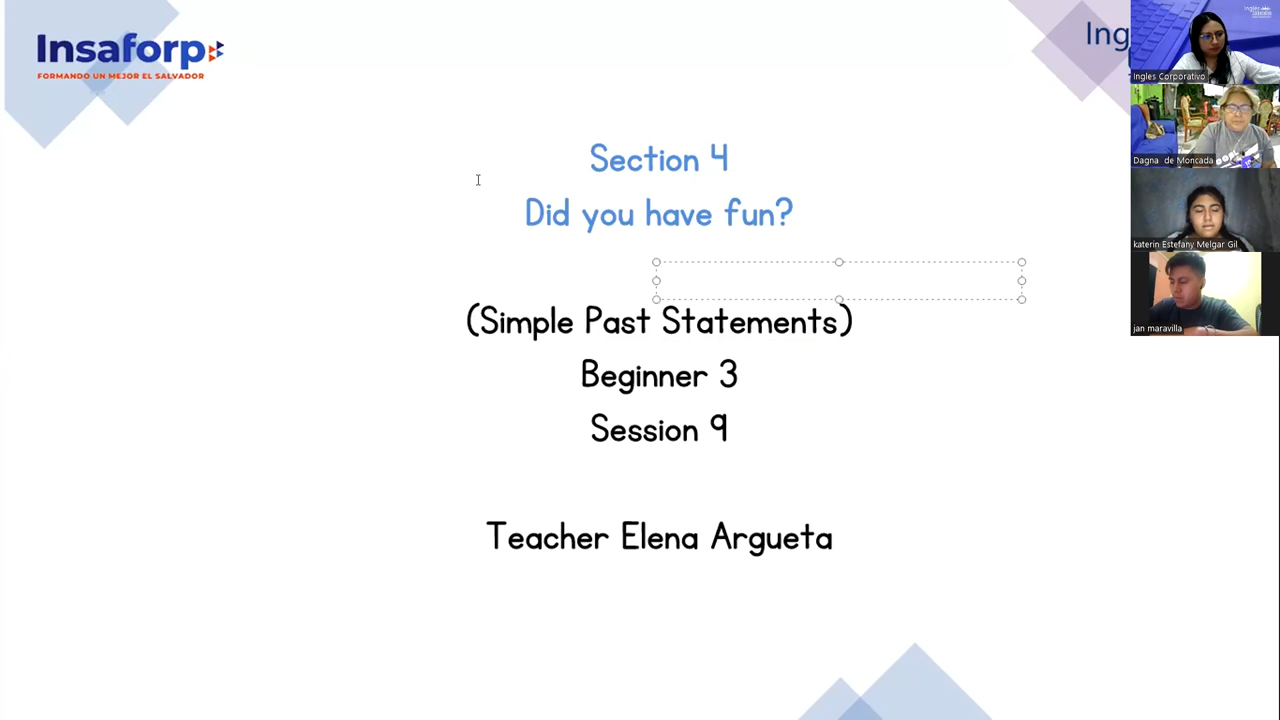 Insaforp
FORMANDO UN MEJOR EL SALVADOR
Ing
Section 4
Did you have fun?
(Simple Past Statements)
Beginner 3
Session 9
Teacher Elena Argueta
Ingles Corporativo
Dagna de Moncada
katerin Estefany Melgar Gil
jan maravilla